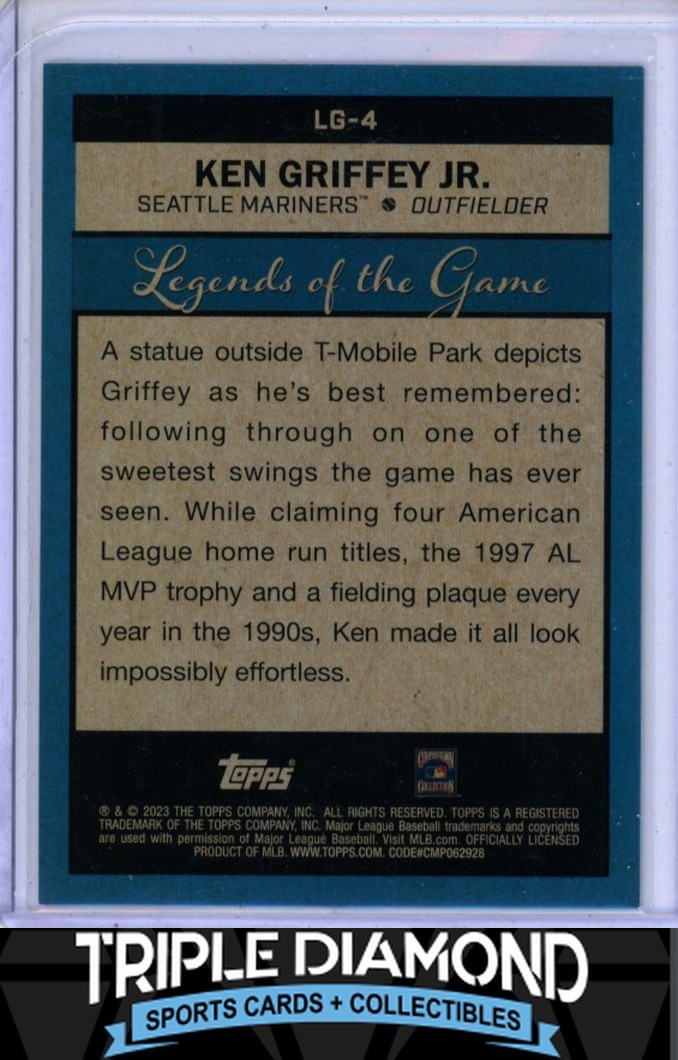 LG-4
KEN GRIFFEY JR.
SEATTLE MARINERS™ OUTFIELDER
Legends of the Game
A statue outside T-Mobile Park depicts
Griffey as he's best remembered:
following through on one of the
sweetest swings the game has ever
seen. While claiming four American
League home run titles, the 1997 AL
MVP trophy and a fielding plaque every
year in the 1990s, Ken made it all look
impossibly effortless.
Topps®
COOPERSTOWN
COLLECTION
® & © 2023 THE TOPPS COMPANY, INC. ALL RIGHTS RESERVED. TOPPS IS A REGISTERED
TRADEMARK OF THE TOPPS COMPANY, INC. Major League Baseball trademarks and copyrights
are used with permission of Major League Baseball. Visit MLB.com. OFFICIALLY LICENSED
PRODUCT OF MLB. WWW.TOPPS.COM. CODE#CMP062928
TRIPLE DIAMOND
SPORTS CARDS + COLLECTIBLES